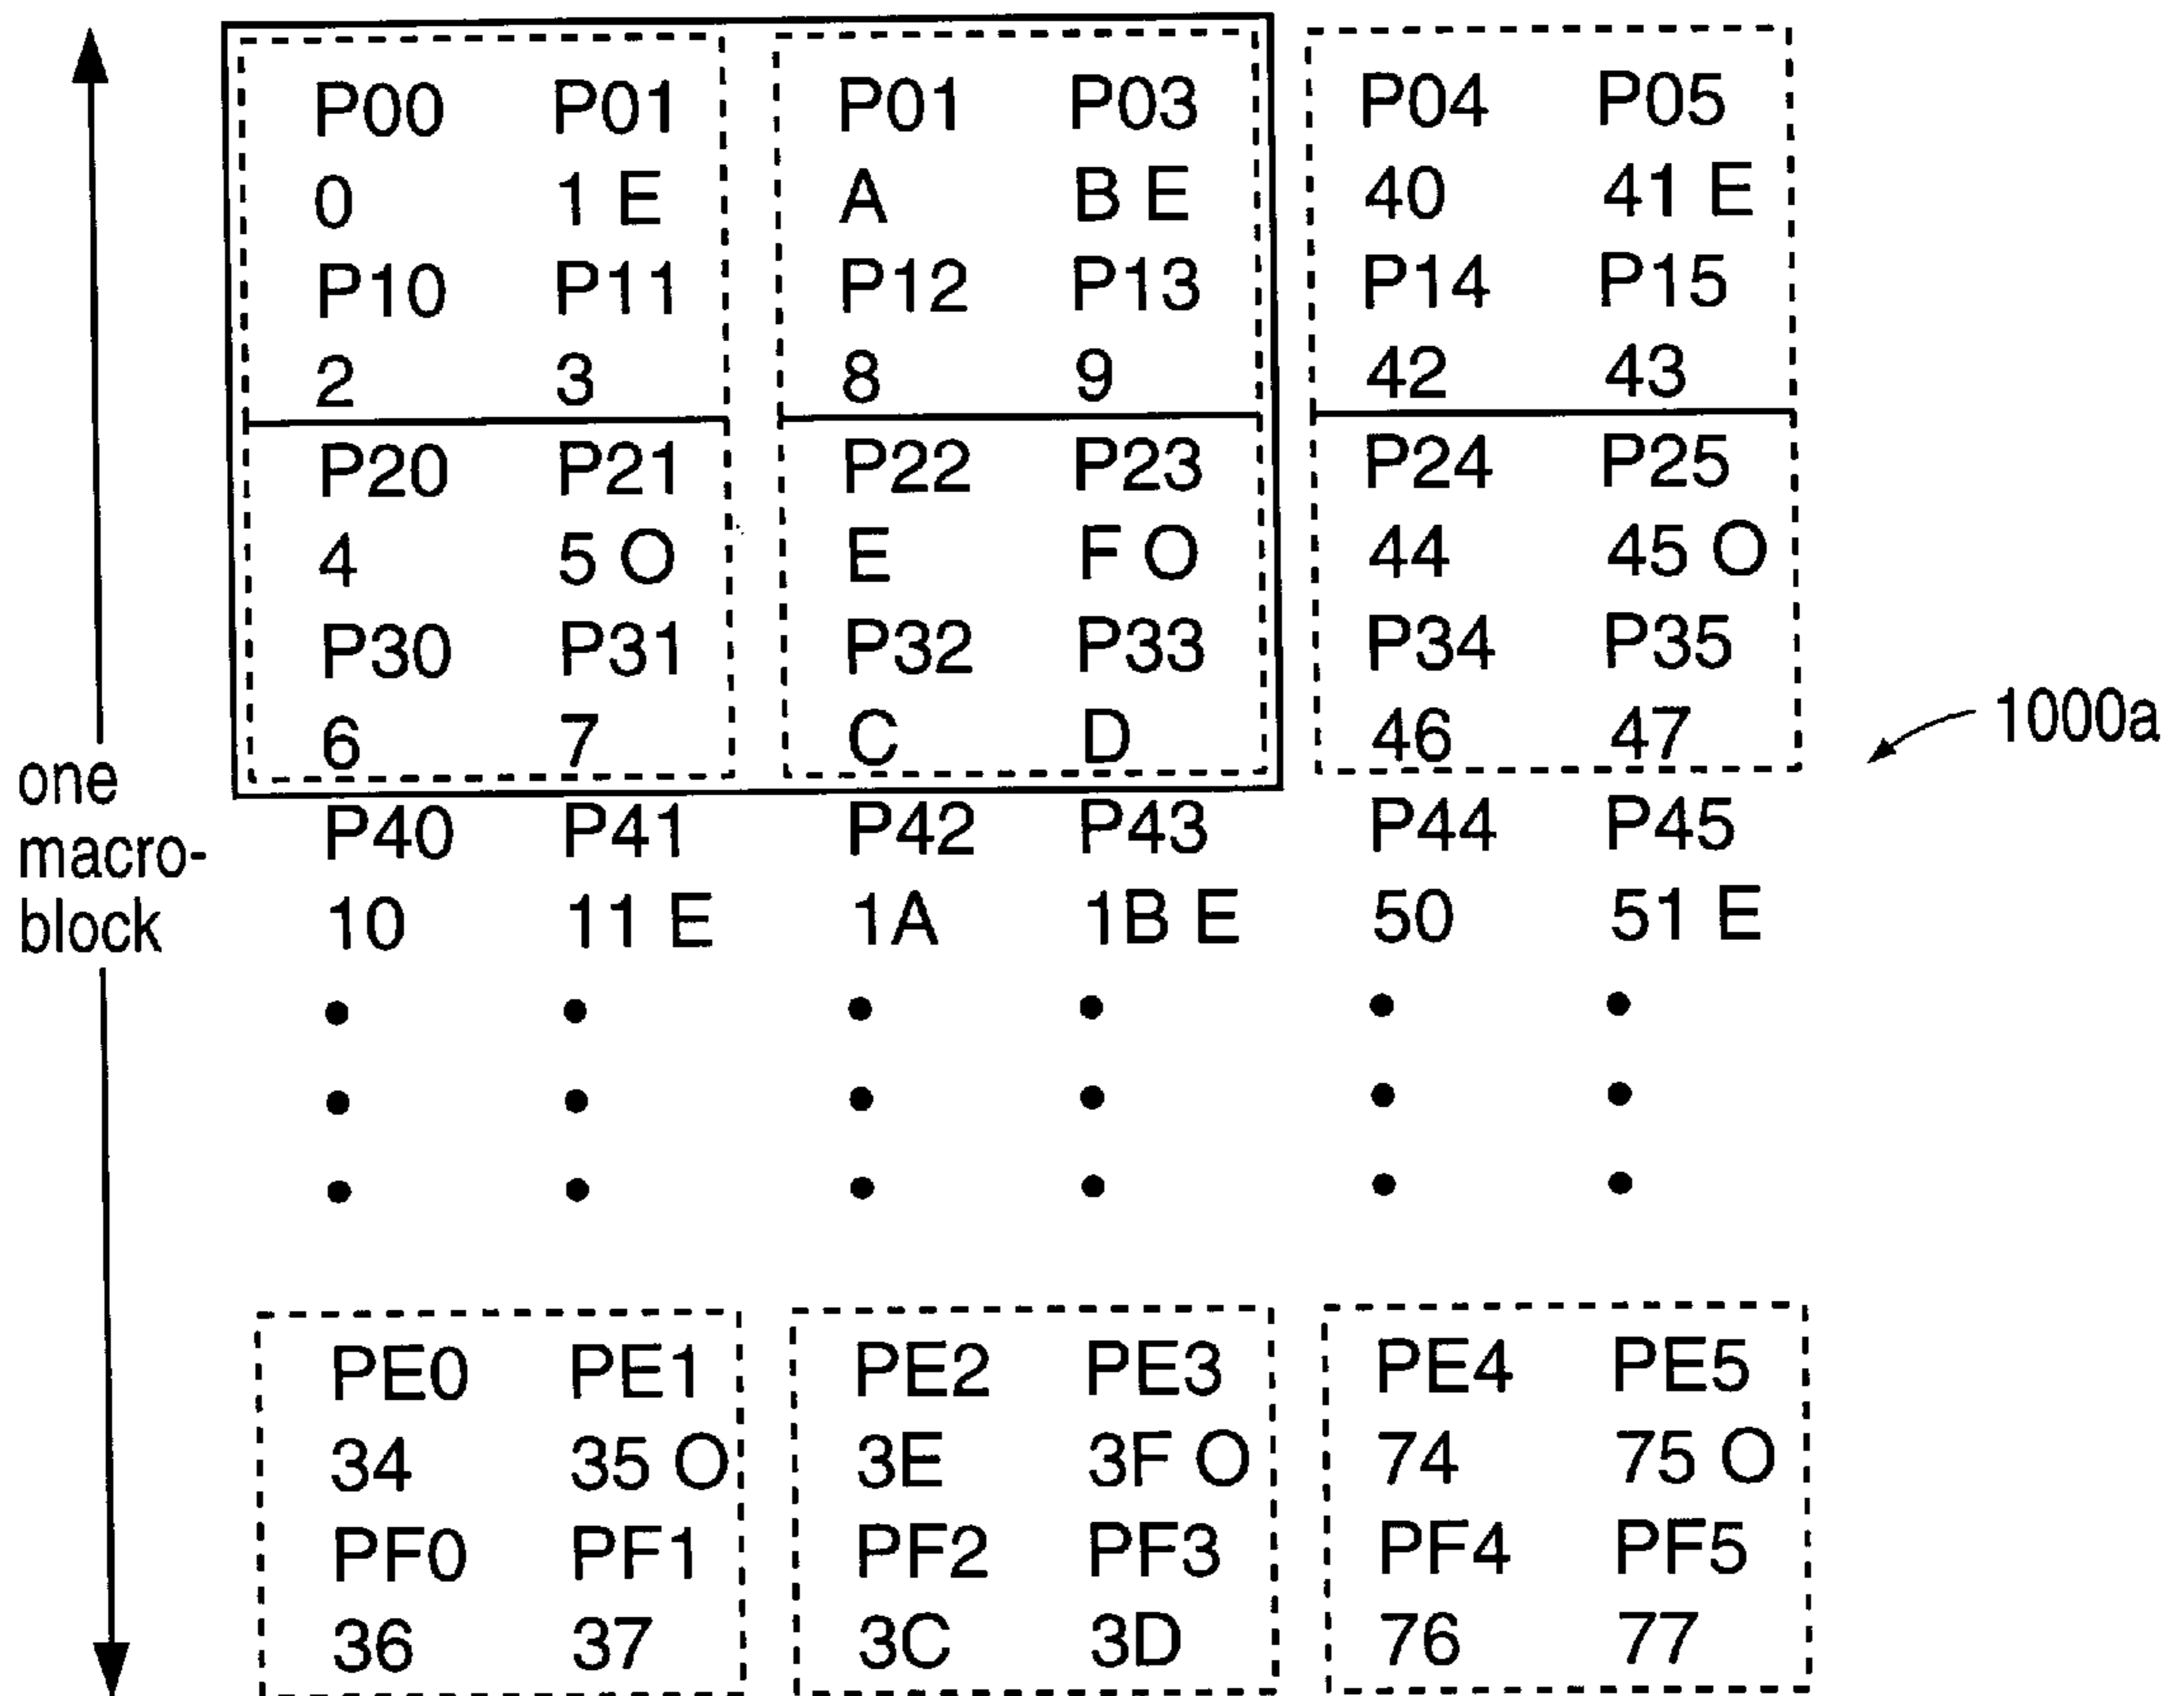 P00 P01 P01 P03 P04 P05
0 1 E A B E 40 41 E
P10 P11 P12 P13 P14 P15
2 3 8 9 42 43
P20 P21 P22 P23 P24 P25
4 5 O E F O 44 45 O
P30 P31 P32 P33 P34 P35
6 7 C D 46 47
1000a
one
macro-
block
P40 P41 P42 P43 P44 P45
10 11 E 1A 1B E 50 51 E
PE0 PE1 PE2 PE3 PE4 PE5
34 35 O 3E 3F O 74 75 O
PF0 PF1 PF2 PF3 PF4 PF5
36 37 3C 3D 76 77